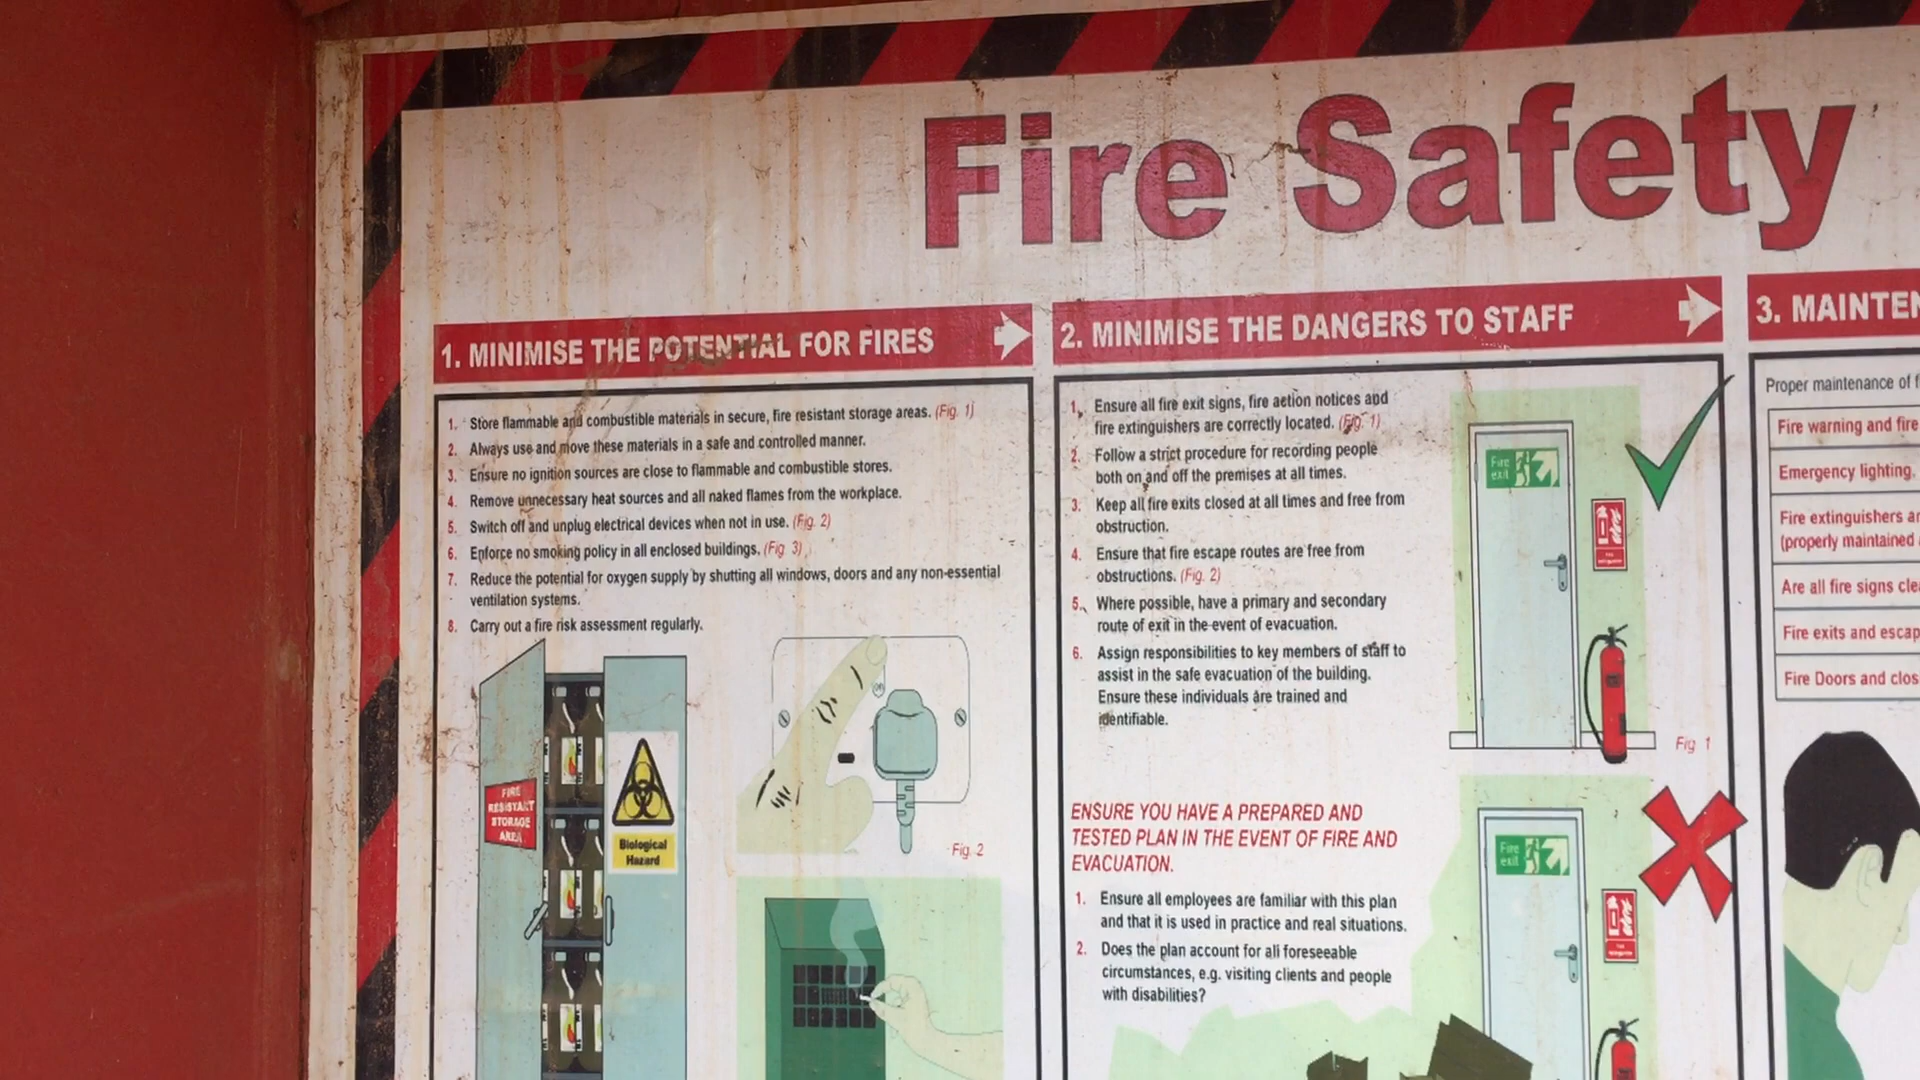 Fire Safety
1. MINIMISE THE POTENTIAL FOR FIRES
1. Store flammable and combustible materials in secure, fire resistant storage areas. (Fig. 1)
2. Always use and move these materials in a safe and controlled manner.
3. Ensure no ignition sources are close to flammable and combustible stores.
4. Remove unnecessary heat sources and all naked flames from the workplace.
5. Switch off and unplug electrical devices when not in use. (Fig. 2)
6. Enforce no smoking policy in all enclosed buildings. (Fig 3)
7. Reduce the potential for oxygen supply by shutting all windows, doors and any non-essential
ventilation systems.
8. Carry out a fire risk assessment regularly.
FIRE
RESISTANT
STORAGE
AREA
Biological
Hazard
Fig. 2
2. MINIMISE THE DANGERS TO STAFF
1. Ensure all fire exit signs, fire action notices and
fire extinguishers are correctly located. (Fig. 1)
2. Follow a strict procedure for recording people
both on and off the premises at all times.
3. Keep all fire exits closed at all times and free from
obstruction.
4. Ensure that fire escape routes are free from
obstructions. (Fig. 2)
5. Where possible, have a primary and secondary
route of exit in the event of evacuation.
6. Assign responsibilities to key members of staff to
assist in the safe evacuation of the building.
Ensure these individuals are trained and
identifiable.
Fire
exit
Fig 1
ENSURE YOU HAVE A PREPARED AND
TESTED PLAN IN THE EVENT OF FIRE AND
EVACUATION.
1. Ensure all employees are familiar with this plan
and that it is used in practice and real situations.
2. Does the plan account for all foreseeable
circumstances, e.g. visiting clients and people
with disabilities?
Fire
exit
3. MAINTEN
Proper maintenance of f
Fire warning and fire
Emergency lighting.
Fire extinguishers ar
(properly maintained
Are all fire signs clea
Fire exits and escap
Fire Doors and clos